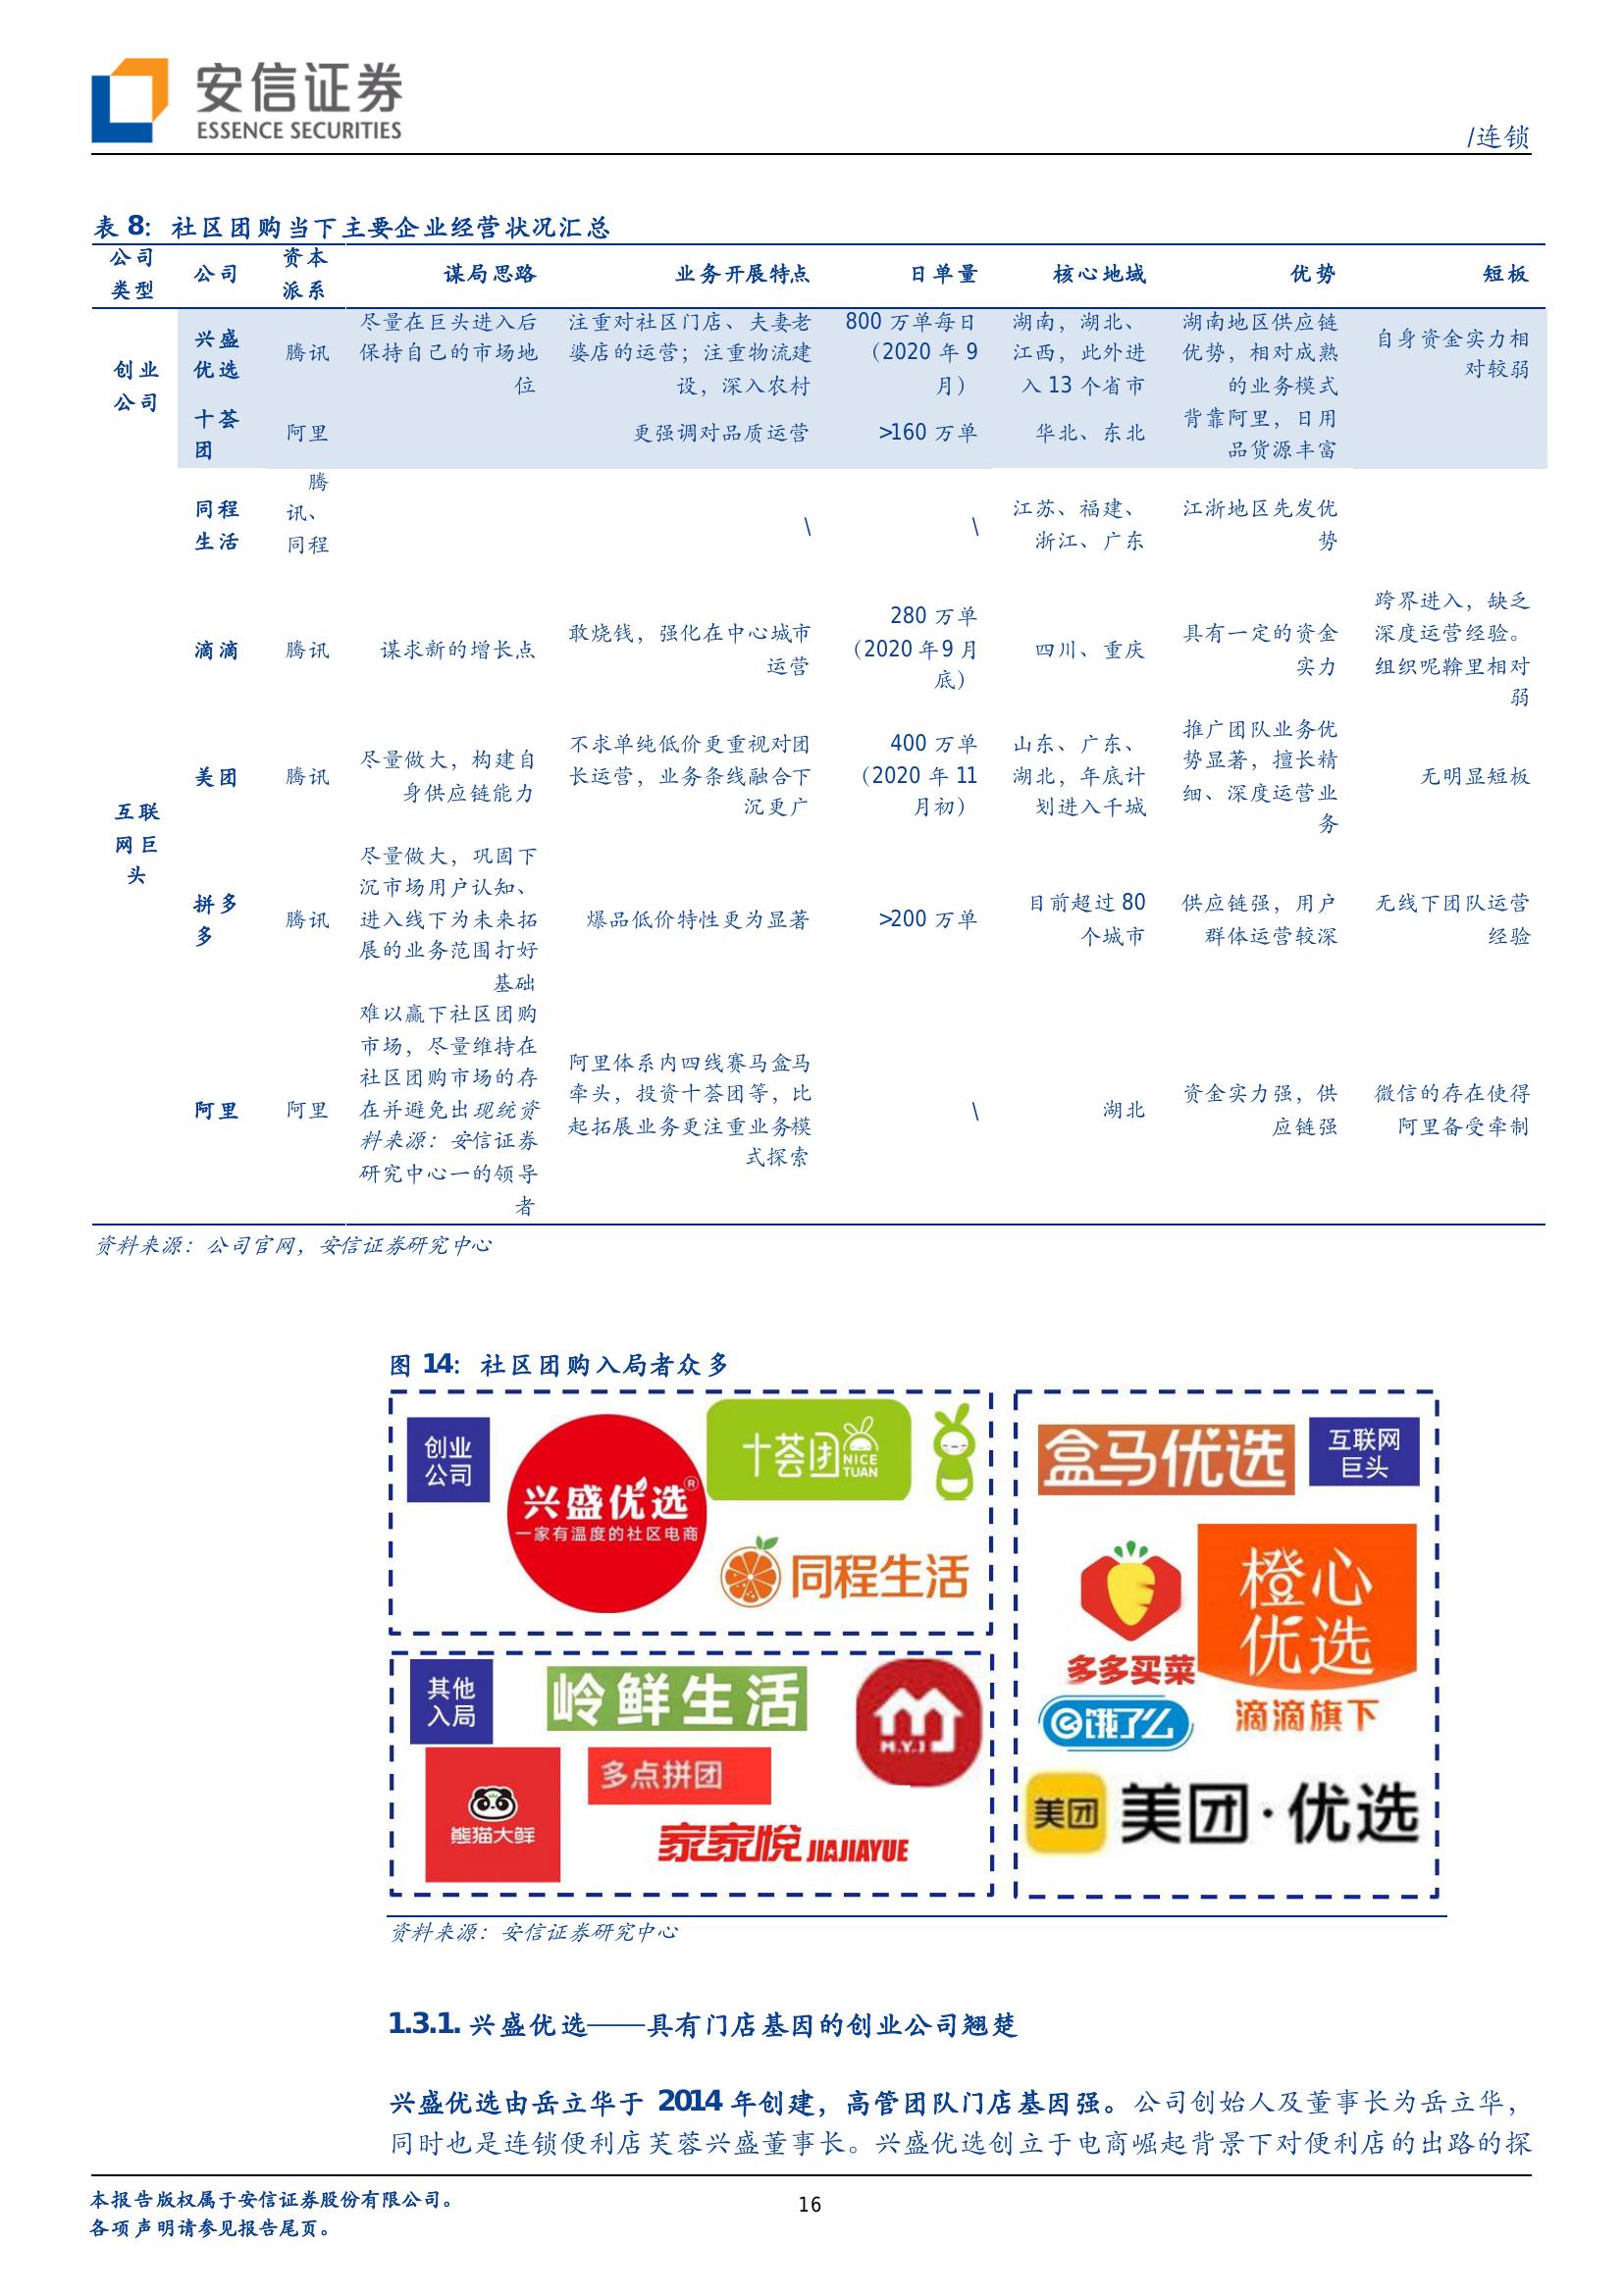 安信证券
ESSENCE SECURITIES
/连锁
表 8：社区团购当下主要企业经营状况汇总
公司
类型
公司
资本
派系
谋局思路
业务开展特点
日单量
核心地域
优势
短板
创业
公司
兴盛
优选
腾讯
尽量在巨头进入后
保持自己的市场地
位
注重对社区门店、夫妻老
婆店的运营；注重物流建
设，深入农村
800 万单每日
（2020 年 9
月）
湖南，湖北、
江西，此外进
入 13 个省市
湖南地区供应链
优势，相对成熟
的业务模式
自身资金实力相
对较弱
十荟
团
阿里
更强调对品质运营
>160 万单
华北、东北
背靠阿里，日用
品货源丰富
同程
生活
腾
讯、
同程
\
\
江苏、福建、
浙江、广东
江浙地区先发优
势
互联
网巨
头
滴滴
腾讯
谋求新的增长点
敢烧钱，强化在中心城市
运营
280 万单
（2020 年9 月
底）
四川、重庆
具有一定的资金
实力
跨界进入，缺乏
深度运营经验。
组织呢鞥里相对
弱
美团
腾讯
尽量做大，构建自
身供应链能力
不求单纯低价更重视对团
长运营，业务条线融合下
沉更广
400 万单
（2020 年 11
月初）
山东、广东、
湖北，年底计
划进入千城
推广团队业务优
势显著，擅长精
细、深度运营业
务
无明显短板
拼多
多
腾讯
尽量做大，巩固下
沉市场用户认知、
进入线下为未来拓
展的业务范围打好
基础
爆品低价特性更为显著
>200 万单
目前超过 80
个城市
供应链强，用户
群体运营较深
无线下团队运营
经验
阿里
阿里
难以赢下社区团购
市场，尽量维持在
社区团购市场的存
在并避免出现统资
料来源：安信证券
研究中心一的领导
者
阿里体系内四线赛马盒马
牵头，投资十荟团等，比
起拓展业务更注重业务模
式探索
\
湖北
资金实力强，供
应链强
微信的存在使得
阿里备受牵制
资料来源：公司官网，安信证券研究中心
图 14：社区团购入局者众多
创业
公司
兴盛优选®
一家有温度的社区电商
十荟团
NICE
TUAN
同程生活
其他
入局
岭鲜生活
M.Y.J
熊猫大鲜
多点拼团
家家悦 JIAJIAYUE
盒马优选
互联网
巨头
多多买菜
橙心
优选
滴滴旗下
饿了么
美团
美团·优选
资料来源：安信证券研究中心
1.3.1. 兴盛优选——具有门店基因的创业公司翘楚
兴盛优选由岳立华于 2014 年创建，高管团队门店基因强。公司创始人及董事长为岳立华，
同时也是连锁便利店芙蓉兴盛董事长。兴盛优选创立于电商崛起背景下对便利店的出路的探
本报告版权属于安信证券股份有限公司。
各项声明请参见报告尾页。
16